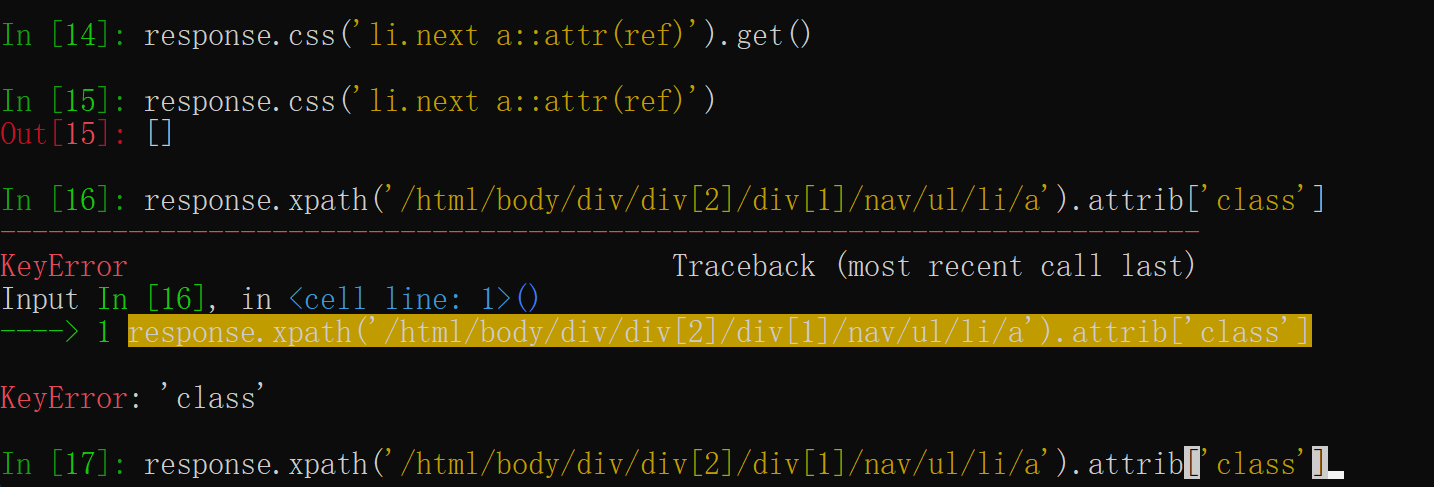 In [14]: response.css('li.next a::attr(ref)').get()
In [15]: response.css('li.next a::attr(ref)')
Out[15]: []
In [16]: response.xpath('/html/body/div/div[2]/div[1]/nav/ul/li/a').attrib['class']
---------------------------------------------------------------------------
KeyError                                  Traceback (most recent call last)
Input In [16], in <cell line: 1>()
----> 1 response.xpath('/html/body/div/div[2]/div[1]/nav/ul/li/a').attrib['class']
KeyError: 'class'
In [17]: response.xpath('/html/body/div/div[2]/div[1]/nav/ul/li/a').attrib['class']